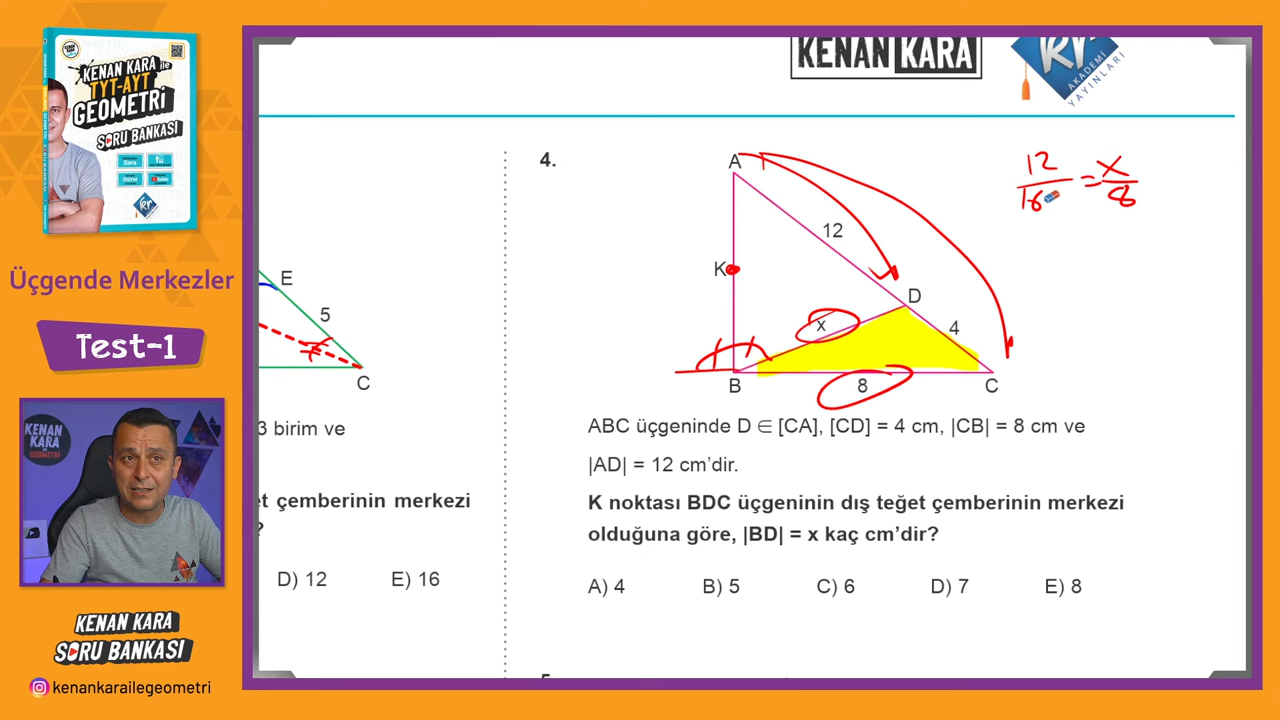 KENAN KARA ile
TYT-AYT
GEOMETRİ
SORU BANKASI
Üçgende Merkezler
Test-1
KENAN KARA
SORU BANKASI
kenankarailegeometri
KENAN KARA
kr
AKADEMİ
YAYINLARI
E
5
C
3 birim ve
et çemberinin merkezi
?
D) 12
E) 16
4.
A
12
K
D
x
4
B
8
C
12/16 = x/8
ABC üçgeninde D ∈ [CA], [CD] = 4 cm, |CB| = 8 cm ve
|AD| = 12 cm'dir.
K noktası BDC üçgeninin dış teğet çemberinin merkezi
olduğuna göre, |BD| = x kaç cm'dir?
A) 4
B) 5
C) 6
D) 7
E) 8